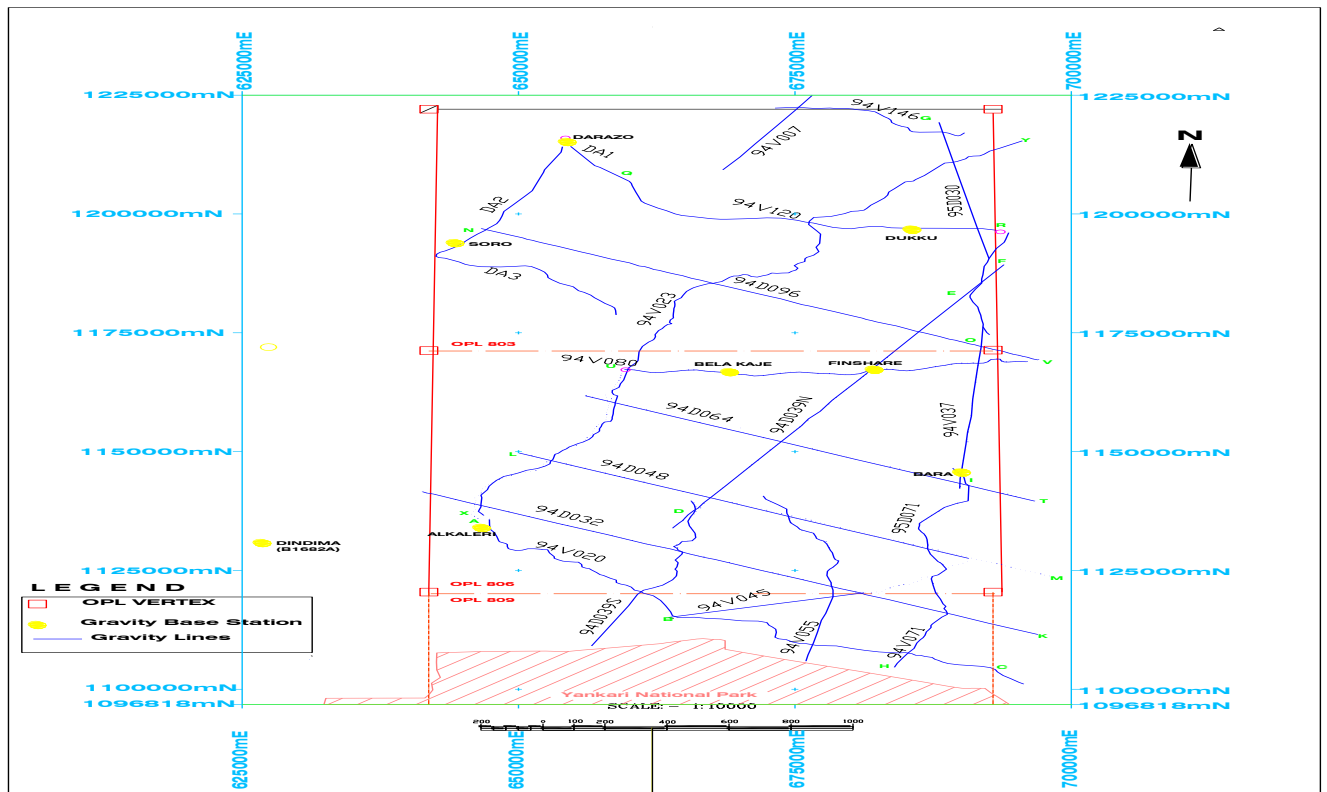 625000mE
650000mE
675000mE
700000mE
1225000mN
1225000mN
94V146
G
94V007
Y
N
DARAZO
DA1
Q
95D030
DA2
94V120
1200000mN
1200000mN
N
R
DUKKU
SORO
F
DA3
94D096
E
94V023
1175000mN
1175000mN
OPL 803
O
94V080
U
V
BELA KAJE
FINSHARE
94D064
94D039N
94V037
1150000mN
1150000mN
L
94D048
BARA
I
T
94D032
X
A
D
95D071
ALKALERI
DINDIMA
(B1682A)
94V020
1125000mN
1125000mN
M
LEGEND
OPL VERTEX
Gravity Base Station
Gravity Lines
OPL 806
OPL 809
94V045
94D039S
B
94V055
94V071
K
H
C
1100000mN
1100000mN
Yankari National Park
1096818mN
1096818mN
SCALE: - 1:10000
200 0 100 200 400 600 800 1000
625000mE
650000mE
675000mE
700000mE